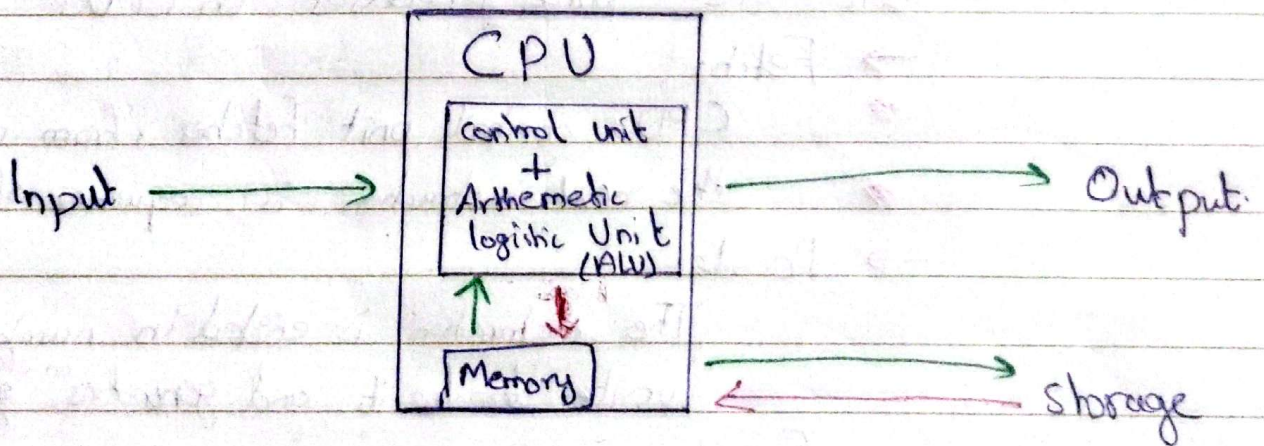 CPU
control unit
+
Arthemetic
logistic Unit
(ALU)
Input
Output.
Memory
storage